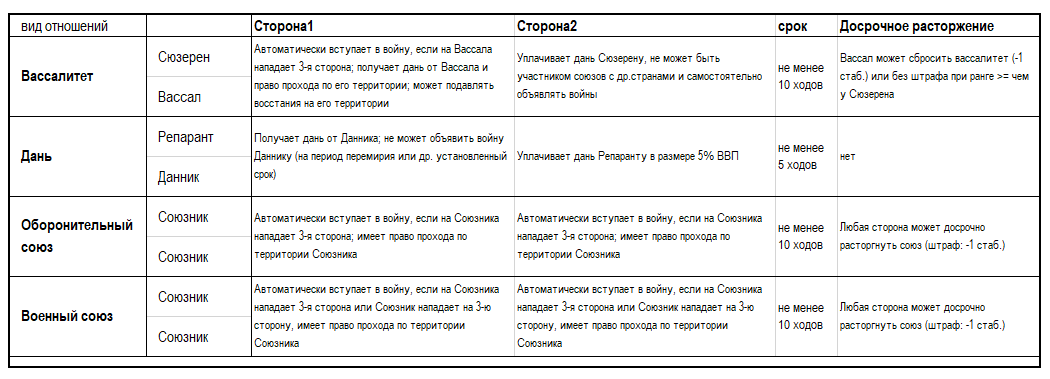 вид отношений
Сторона1
Сторона2
срок
Досрочное расторжение
Вассалитет
Сюзерен
Вассал
Автоматически вступает в войну, если на Вассала
нападает 3-я сторона; получает дань от Вассала и
право прохода по его территории; может подавлять
восстания на его территории
Уплачивает дань Сюзерену, не может быть
участником союзов с др.странами и самостоятельно
объявлять войны
не менее
10 ходов
Вассал может сбросить вассалитет (-1
стаб.) или без штрафа при ранге >= чем
у Сюзерена
Дань
Репарант
Данник
Получает дань от Данника; не может объявить войну
Даннику (на период перемирия или др. установленный
срок)
Уплачивает дань Репаранту в размере 5% ВВП
не менее
5 ходов
нет
Оборонительный
союз
Союзник
Союзник
Автоматически вступает в войну, если на Союзника
нападает 3-я сторона; имеет право прохода по
территории Союзника
Автоматически вступает в войну, если на Союзника
нападает 3-я сторона; имеет право прохода по
территории Союзника
не менее
10 ходов
Любая сторона может досрочно
расторгнуть союз (штраф: -1 стаб.)
Военный союз
Союзник
Союзник
Автоматически вступает в войну, если на Союзника
нападает 3-я сторона или Союзник нападает на 3-ю
сторону, имеет право прохода по территории
Союзника
Автоматически вступает в войну, если на Союзника
нападает 3-я сторона или Союзник нападает на 3-ю
сторону, имеет право прохода по территории
Союзника
не менее
10 ходов
Любая сторона может досрочно
расторгнуть союз (штраф: -1 стаб.)